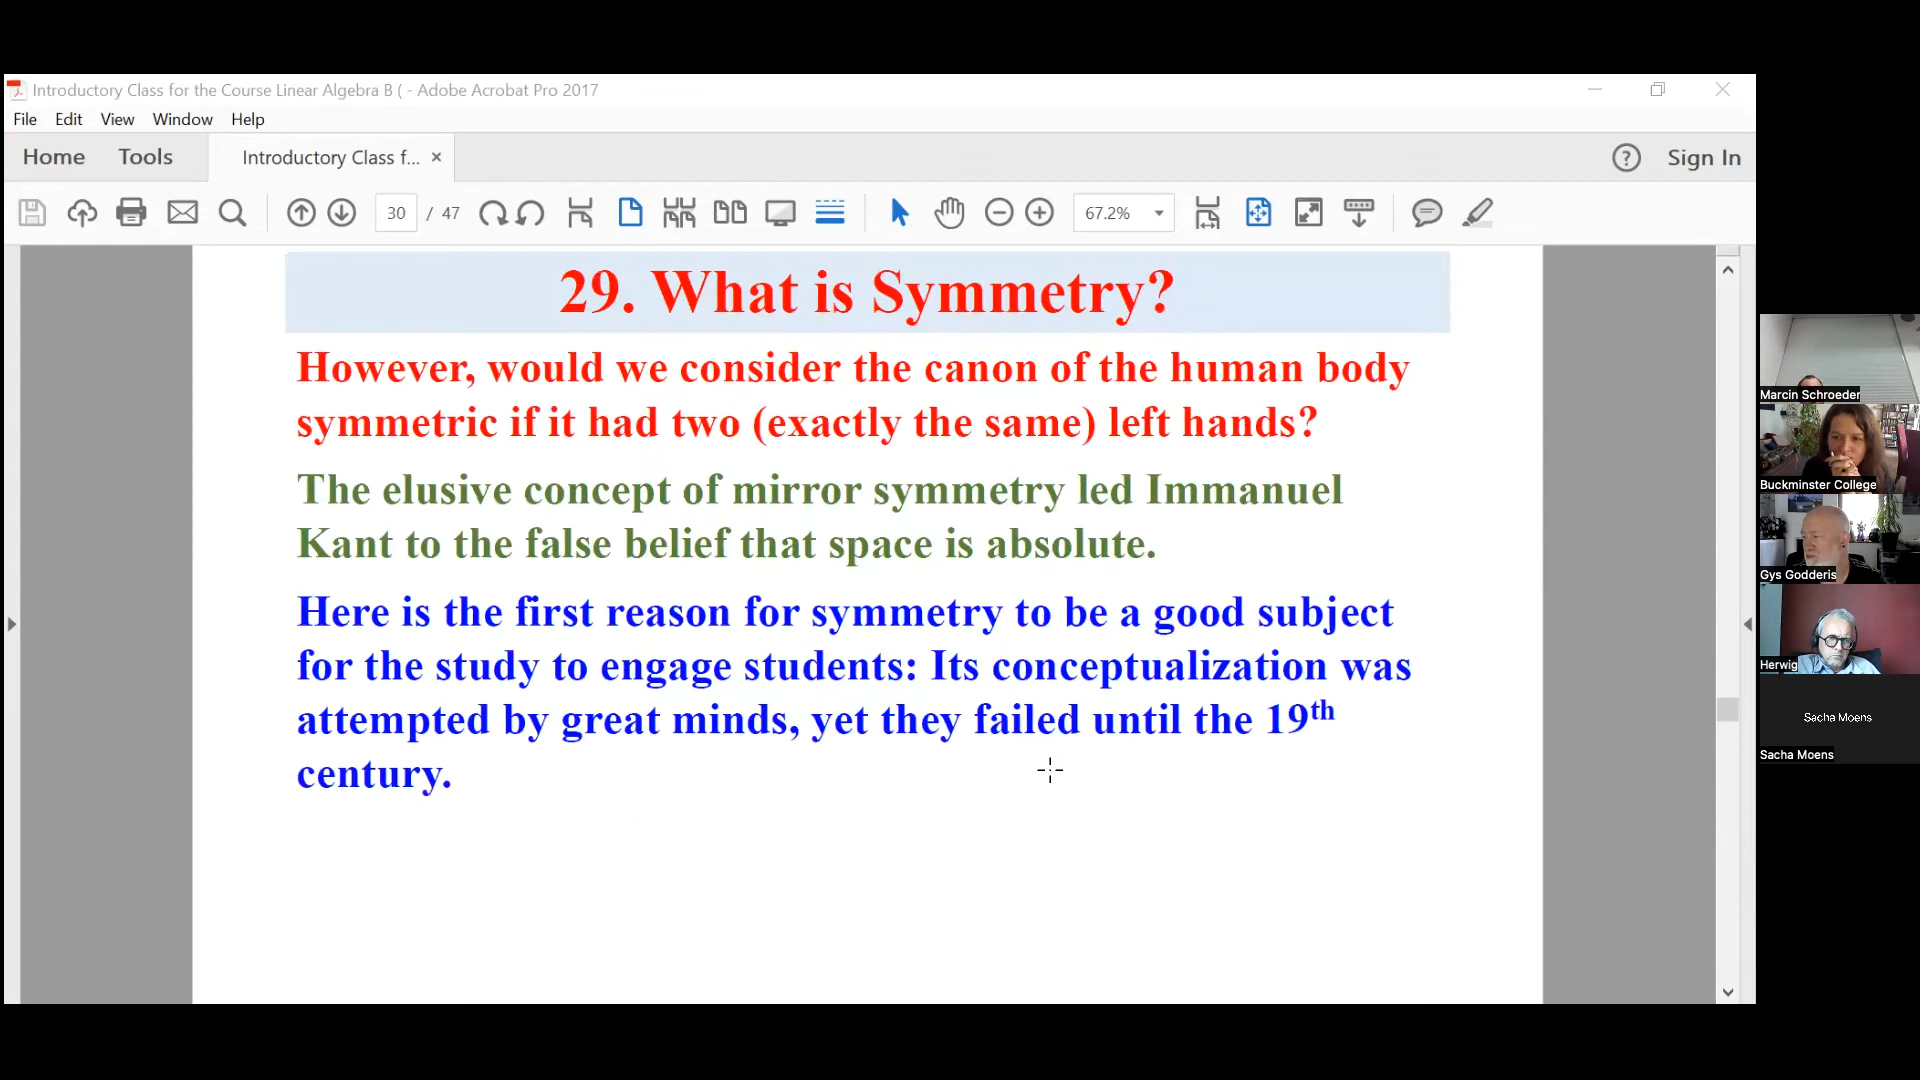 Introductory Class for the Course Linear Algebra B ( - Adobe Acrobat Pro 2017
File Edit View Window Help
Home Tools Introductory Class f... × ? Sign In
30 / 47 67.2%
29. What is Symmetry?
However, would we consider the canon of the human body
symmetric if it had two (exactly the same) left hands?
The elusive concept of mirror symmetry led Immanuel
Kant to the false belief that space is absolute.
Here is the first reason for symmetry to be a good subject
for the study to engage students: Its conceptualization was
attempted by great minds, yet they failed until the 19th
century.
Marcin Schroeder
Buckminster College
Gys Godderis
Herwig
Sacha Moens
Sacha Moens